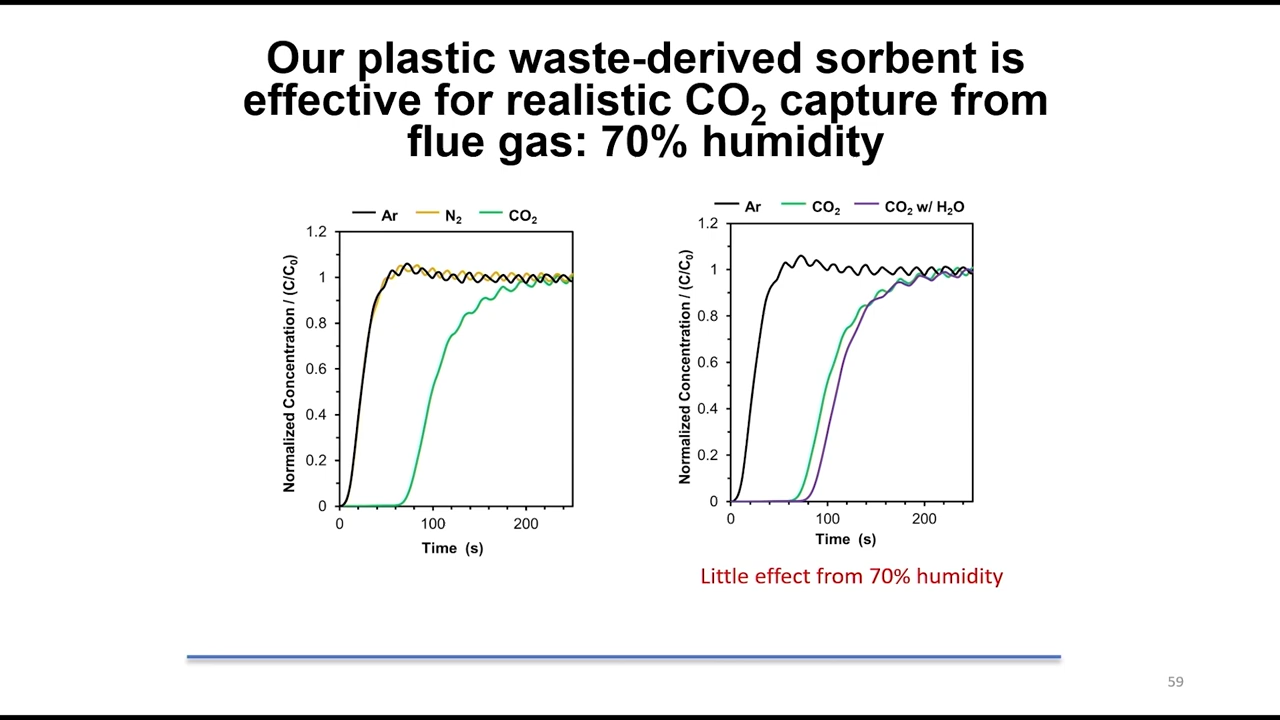 Our plastic waste-derived sorbent is
effective for realistic CO₂ capture from
flue gas: 70% humidity
Ar N₂ CO₂
Normalized Concentration / (C/C₀)
1.2
1
0.8
0.6
0.4
0.2
0
0 100 200
Time (s)
Ar CO₂ CO₂ w/ H₂O
Normalized Concentration / (C/C₀)
1.2
1
0.8
0.6
0.4
0.2
0
0 100 200
Time (s)
Little effect from 70% humidity
59